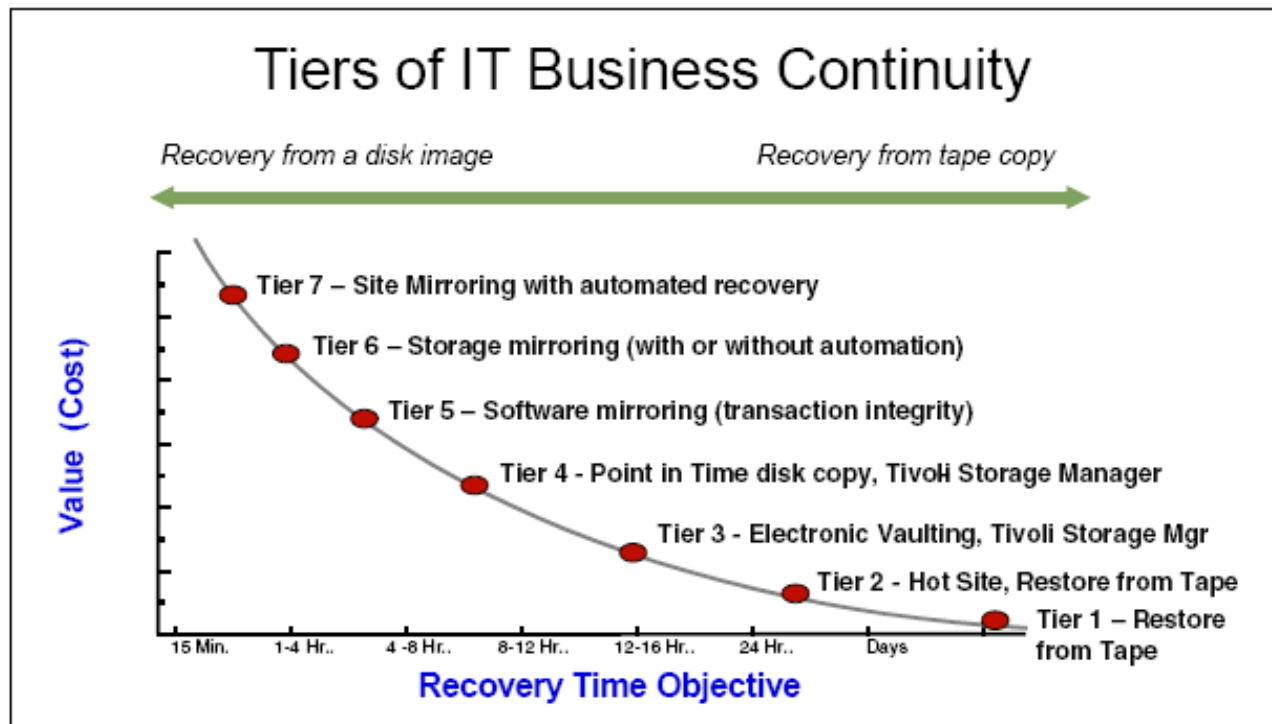 Tiers of IT Business Continuity
Recovery from a disk image
Recovery from tape copy
Tier 7 – Site Mirroring with automated recovery
Tier 6 – Storage mirroring (with or without automation)
Tier 5 – Software mirroring (transaction integrity)
Tier 4 - Point in Time disk copy, Tivoli Storage Manager
Tier 3 - Electronic Vaulting, Tivoli Storage Mgr
Tier 2 - Hot Site, Restore from Tape
Tier 1 – Restore
from Tape
Value (Cost)
15 Min.
1-4 Hr..
4 -8 Hr..
8-12 Hr..
12-16 Hr..
24 Hr..
Days
Recovery Time Objective